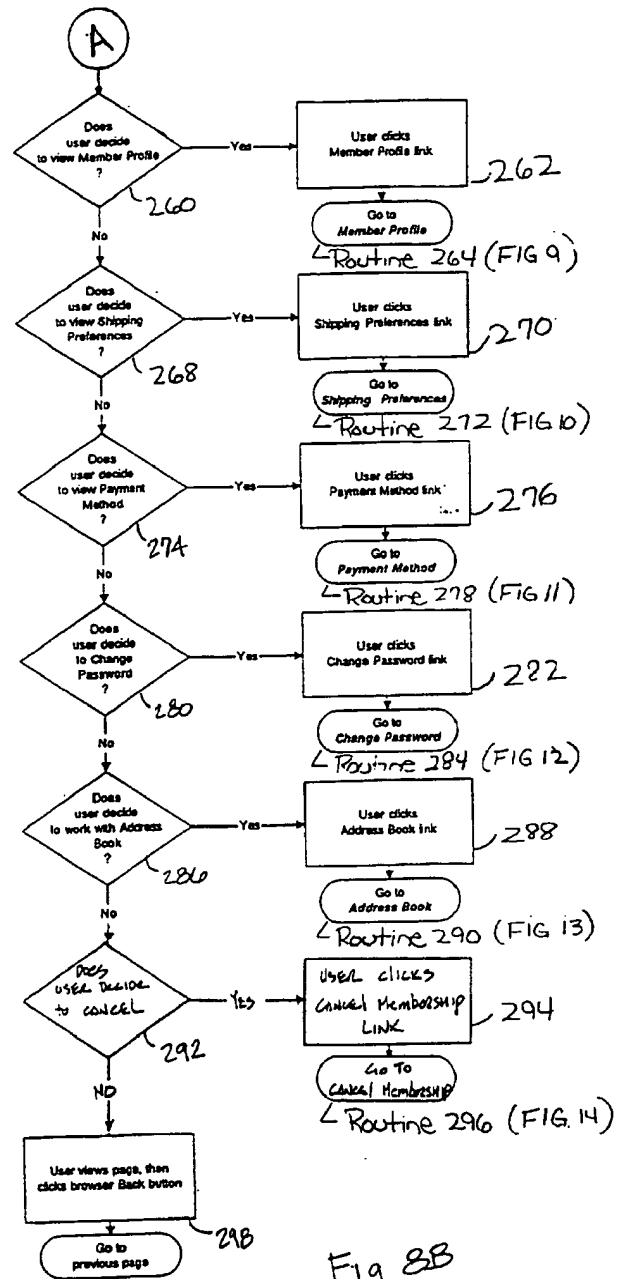 A
Does
user decide
to view Member Profile
?
260
Yes
User clicks
Member Profile link
262
Go to
Member Profile
Routine 264 (FIG 9)
No
Does
user decide
to view Shipping
Preferences
?
268
Yes
User clicks
Shipping Preferences link
270
Go to
Shipping Preferences
Routine 272 (FIG 10)
No
Does
user decide
to view Payment
Method
?
274
Yes
User clicks
Payment Method link
276
Go to
Payment Method
Routine 278 (FIG 11)
No
Does
user decide
to Change
Password
?
280
Yes
User clicks
Change Password link
282
Go to
Change Password
Routine 284 (FIG 12)
No
Does
user decide
to work with Address
Book
?
286
Yes
User clicks
Address Book link
288
Go to
Address Book
Routine 290 (FIG 13)
No
DOES
USER DECIDE
to CANCEL
292
YES
USER CLICKS
CANCEL MEMBERSHIP
LINK
294
Go To
CANCEL MEMBERSHIP
Routine 296 (FIG. 14)
NO
User views page, then
clicks browser Back button
298
Go to
previous page
Fig 8B